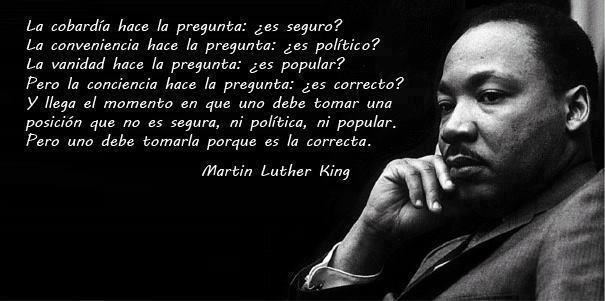 La cobardía hace la pregunta: ¿es seguro?
La conveniencia hace la pregunta: ¿es político?
La vanidad hace la pregunta: ¿es popular?
Pero la conciencia hace la pregunta: ¿es correcto?
Y llega el momento en que uno debe tomar una
posición que no es segura, ni política, ni popular.
Pero uno debe tomarla porque es la correcta.
Martin Luther King